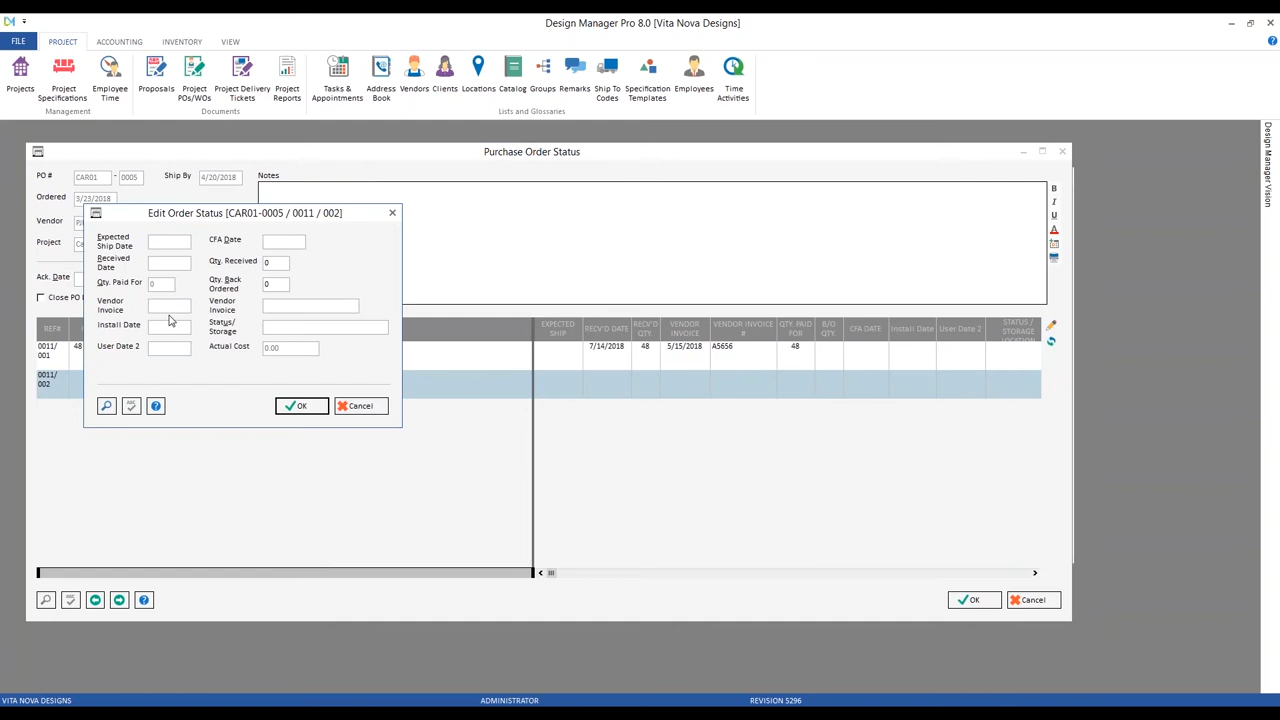 Design Manager Pro 8.0 [Vita Nova Designs]
FILE PROJECT ACCOUNTING INVENTORY VIEW
Projects
Project Specifications
Employee Time
Proposals
Project POs/WOs
Project Delivery Tickets
Project Reports
Tasks & Appointments
Address Book
Vendors
Clients
Locations
Catalog
Groups
Remarks
Ship To Codes
Specification Templates
Employees
Time Activities
Management
Documents
Lists and Glossaries
Design Manager Vision
Purchase Order Status
PO # CAR01 - 0005 Ship By 4/20/2018 Notes
Ordered 3/23/2018
Vendor
Project
Ack. Date
Close PO
B
I
U
A
Edit Order Status [CAR01-0005 / 0011 / 002]
Expected Ship Date
CFA Date
Received Date
Qty. Received 0
Qty. Paid For 0
Qty. Back Ordered 0
Vendor Invoice
Vendor Invoice
Install Date
Status/ Storage
User Date 2
Actual Cost 0.00
OK Cancel
REF#
EXPECTED SHIP
RECV'D DATE
RECV'D QTY.
VENDOR INVOICE
VENDOR INVOICE #
QTY. PAID FOR
B/O QTY.
CFA DATE
Install Date
User Date 2
STATUS / STORAGE LOCATION
0011/ 001
48
7/14/2018 48 5/15/2018 A5656 48
0011/ 002
OK Cancel
VITA NOVA DESIGNS ADMINISTRATOR REVISION 5296